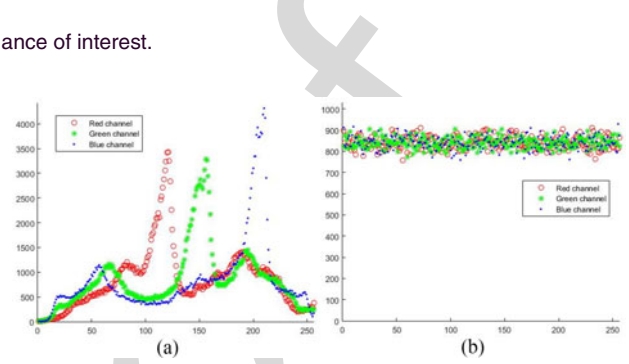 ance of interest.
Red channel
Green channel
Blue channel
4000
3500
3000
2500
2000
1500
1000
500
0
0 50 100 150 200 250
(a)
1000
900
800
700
600
500
400
300
200
100
0
Red channel
Green channel
Blue channel
0 50 100 150 200 250
(b)